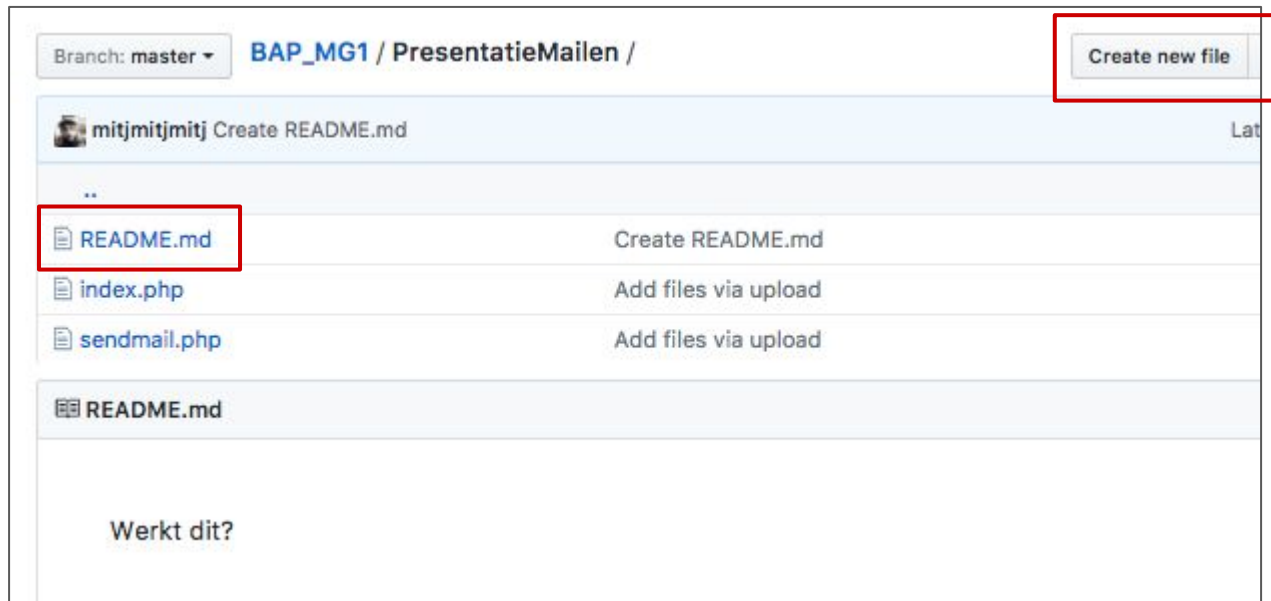 Branch: master BAP_MG1 / PresentatieMailen / Create new file
mitjmitjmitj Create README.md Lat
..
README.md Create README.md
index.php Add files via upload
sendmail.php Add files via upload
README.md
Werkt dit?